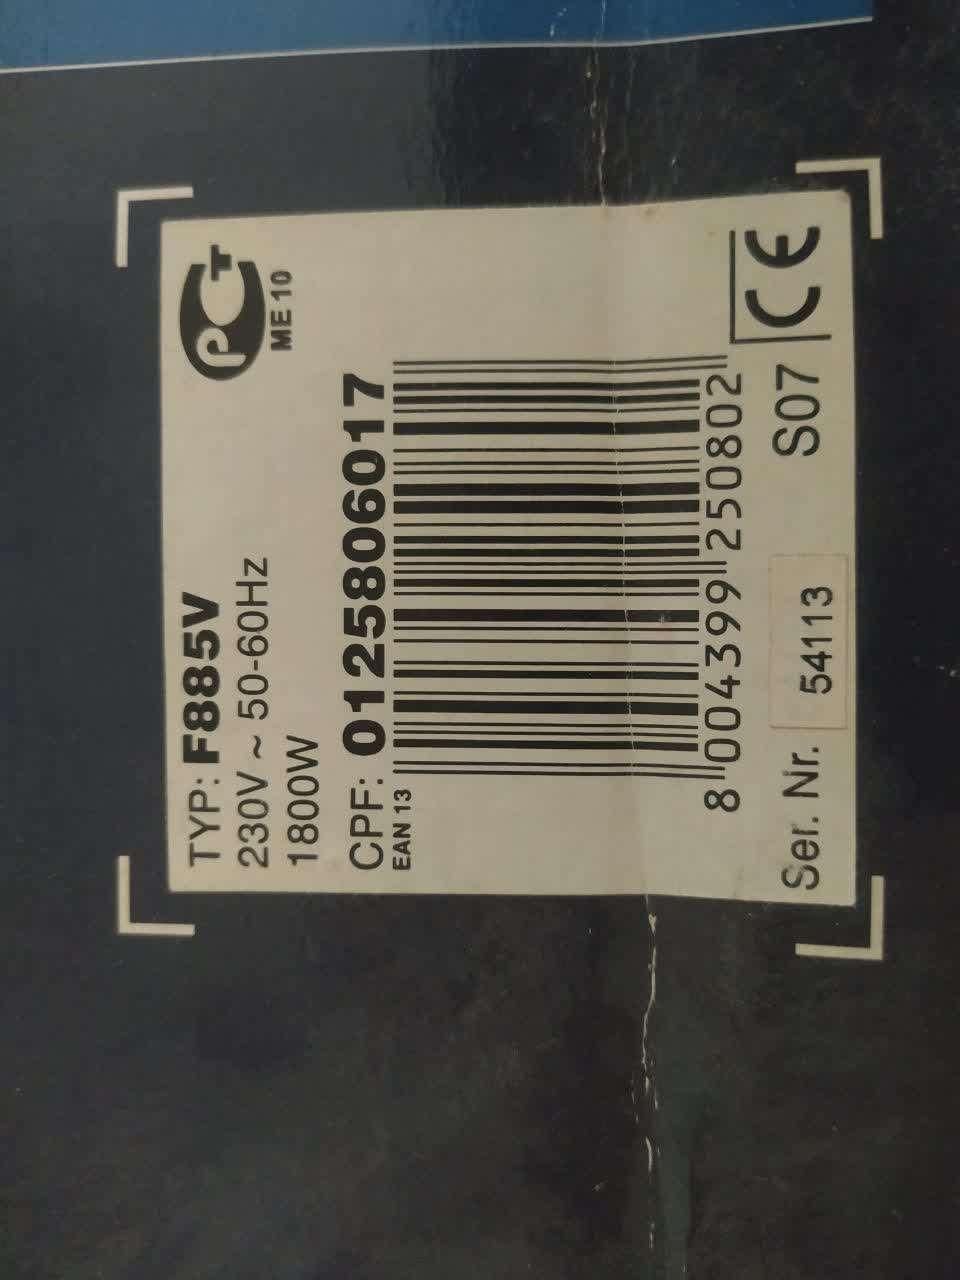 TYP: F885V
230V ~ 50-60Hz
1800W
PCT
ME 10
CPF: 0125806017
EAN 13
8 004399 250802
Ser. Nr. 54113 S07 CE